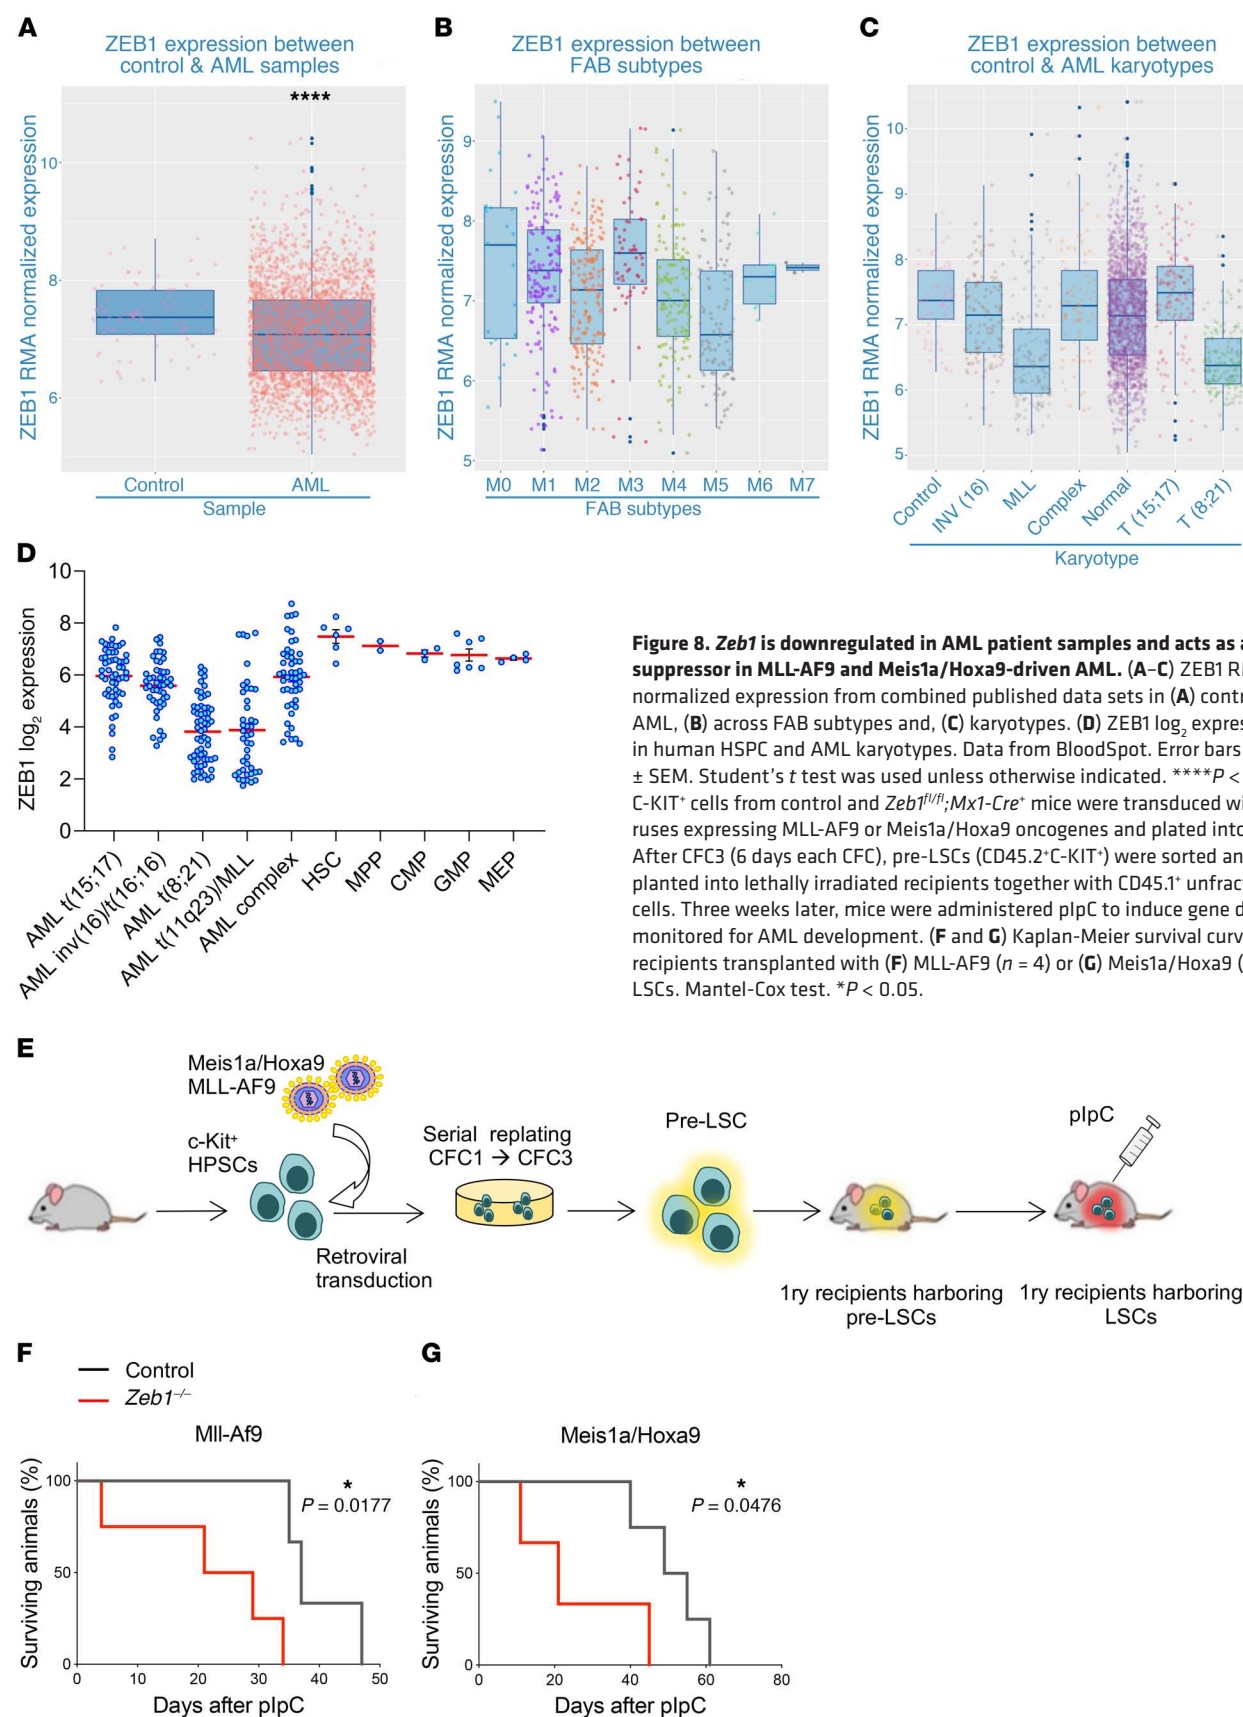 A
ZEB1 expression between
control & AML samples
****
ZEB1 RMA normalized expression
10
8
6
Control
AML
Sample
B
ZEB1 expression between
FAB subtypes
ZEB1 RMA normalized expression
9
8
7
6
5
M0 M1 M2 M3 M4 M5 M6 M7
FAB subtypes
C
ZEB1 expression between
control & AML karyotypes
ZEB1 RMA normalized expression
10
9
8
7
6
5
Control
INV (16)
MLL
Complex
Normal
T (15;17)
T (8;21)
Karyotype
D
ZEB1 log2 expression
10
8
6
4
2
0
AML t(15;17)
AML inv(16)/t(16;16)
AML t(8;21)
AML t(11q23)/MLL
AML complex
HSC
MPP
CMP
GMP
MEP
Figure 8. Zeb1 is downregulated in AML patient samples and acts as a
suppressor in MLL-AF9 and Meis1a/Hoxa9-driven AML. (A–C) ZEB1
normalized expression from combined published data sets in (A)
AML, (B) across FAB subtypes and, (C) karyotypes. (D) ZEB1 log2
in human HSPC and AML karyotypes. Data from BloodSpot. Error bars
± SEM. Student's t test was used unless otherwise indicated. ****P <
C-KIT+ cells from control and Zeb1fl/fl;Mx1-Cre+ mice were transduced
ruses expressing MLL-AF9 or Meis1a/Hoxa9 oncogenes and plated into
After CFC3 (6 days each CFC), pre-LSCs (CD45.2+C-KIT+) were sorted
planted into lethally irradiated recipients together with CD45.1+
cells. Three weeks later, mice were administered pIpC to induce gene
monitored for AML development. (F and G) Kaplan-Meier survival
recipients transplanted with (F) MLL-AF9 (n = 4) or (G) Meis1a/Hoxa9 (
LSCs. Mantel-Cox test. *P < 0.05.
E
Meis1a/Hoxa9
MLL-AF9
c-Kit+
HPSCs
Retroviral
transduction
Serial replating
CFC1 → CFC3
Pre-LSC
pIpC
1ry recipients harboring
pre-LSCs
1ry recipients harboring
LSCs
F
Control
Zeb1−/−
Mll-Af9
Surviving animals (%)
100
50
0
*
P = 0.0177
0 10 20 30 40 50
Days after pIpC
G
Meis1a/Hoxa9
Surviving animals (%)
100
50
0
*
P = 0.0476
0 20 40 60 80
Days after pIpC